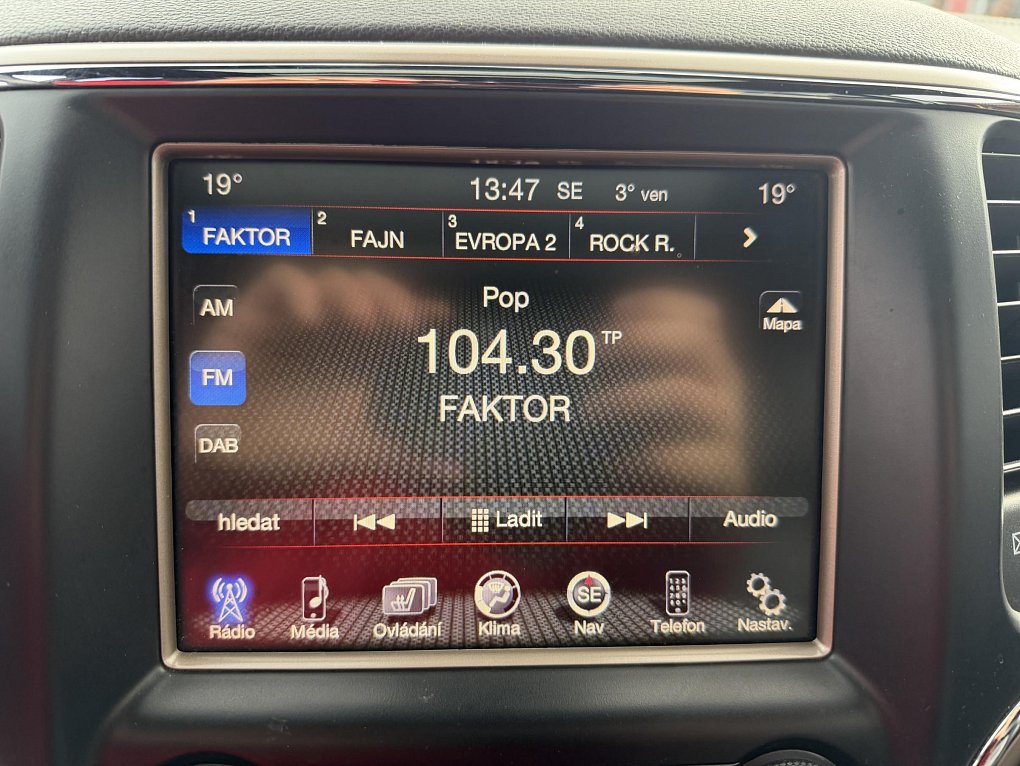 19° 13:47 SE 3° ven 19°
1 FAKTOR 2 FAJN 3 EVROPA 2 4 ROCK R.
Pop
AM
Mapa
104.30 TP
FM
FAKTOR
DAB
hledat Ladit Audio
SE
Rádio Média Ovládání Klima Nav Telefon Nastav.